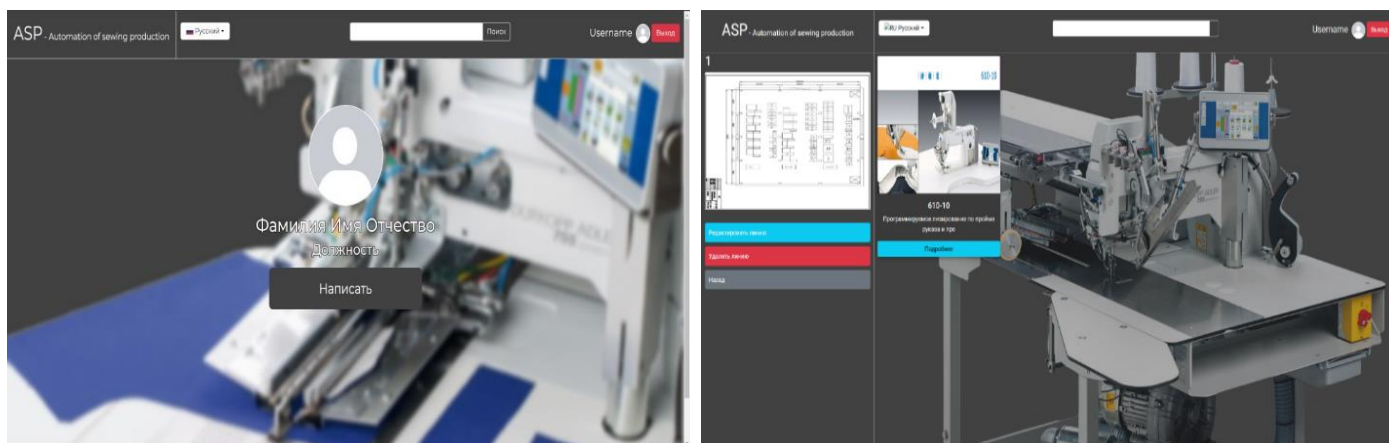 ASP - Automation of sewing production
Русский
Поиск
Username
Выход
Фамилия Имя Отчество
Должность
Написать
ASP - Automation of sewing production
RU Русский
Username
Выход
1
610-10
610-10
Программируемое
по пройме
рукава и
Подробнее
Редактировать линию
Удалить линию
Назад